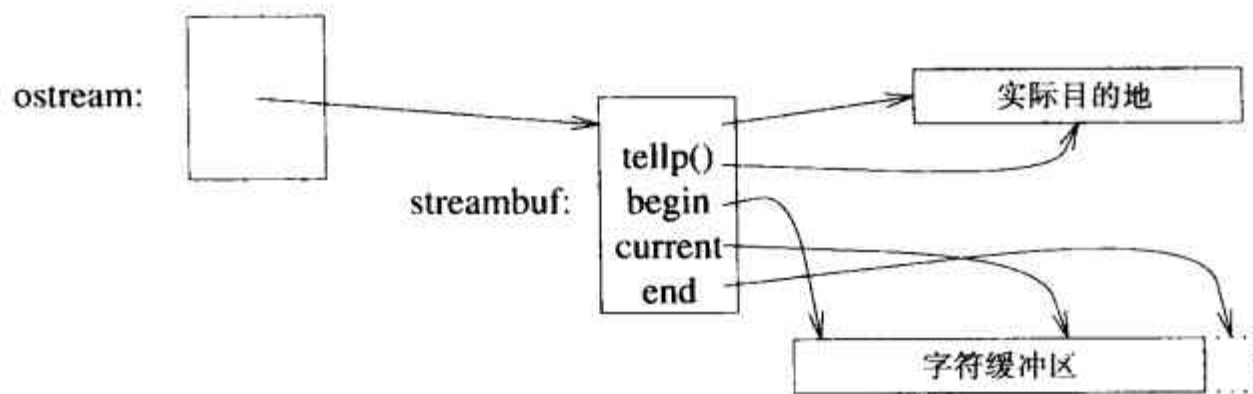 ostream:
实际目的地
tellp()
streambuf:
begin
current
end
字符缓冲区